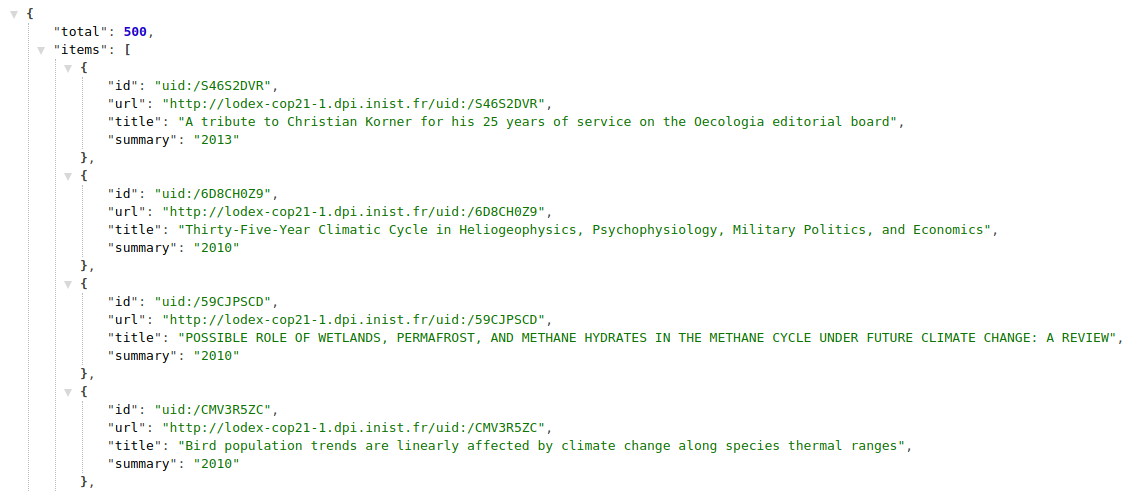 {
"total": 500,
"items": [
{
"id": "uid:/S46S2DVR",
"url": "http://lodex-cop21-1.dpi.inist.fr/uid:/S46S2DVR",
"title": "A tribute to Christian Korner for his 25 years of service on the Oecologia editorial board",
"summary": "2013"
},
{
"id": "uid:/6D8CH0Z9",
"url": "http://lodex-cop21-1.dpi.inist.fr/uid:/6D8CH0Z9",
"title": "Thirty-Five-Year Climatic Cycle in Heliogeophysics, Psychophysiology, Military Politics, and Economics",
"summary": "2010"
},
{
"id": "uid:/59CJPSCD",
"url": "http://lodex-cop21-1.dpi.inist.fr/uid:/59CJPSCD",
"title": "POSSIBLE ROLE OF WETLANDS, PERMAFROST, AND METHANE HYDRATES IN THE METHANE CYCLE UNDER FUTURE CLIMATE CHANGE: A REVIEW",
"summary": "2010"
},
{
"id": "uid:/CMV3R5ZC",
"url": "http://lodex-cop21-1.dpi.inist.fr/uid:/CMV3R5ZC",
"title": "Bird population trends are linearly affected by climate change along species thermal ranges",
"summary": "2010"
},